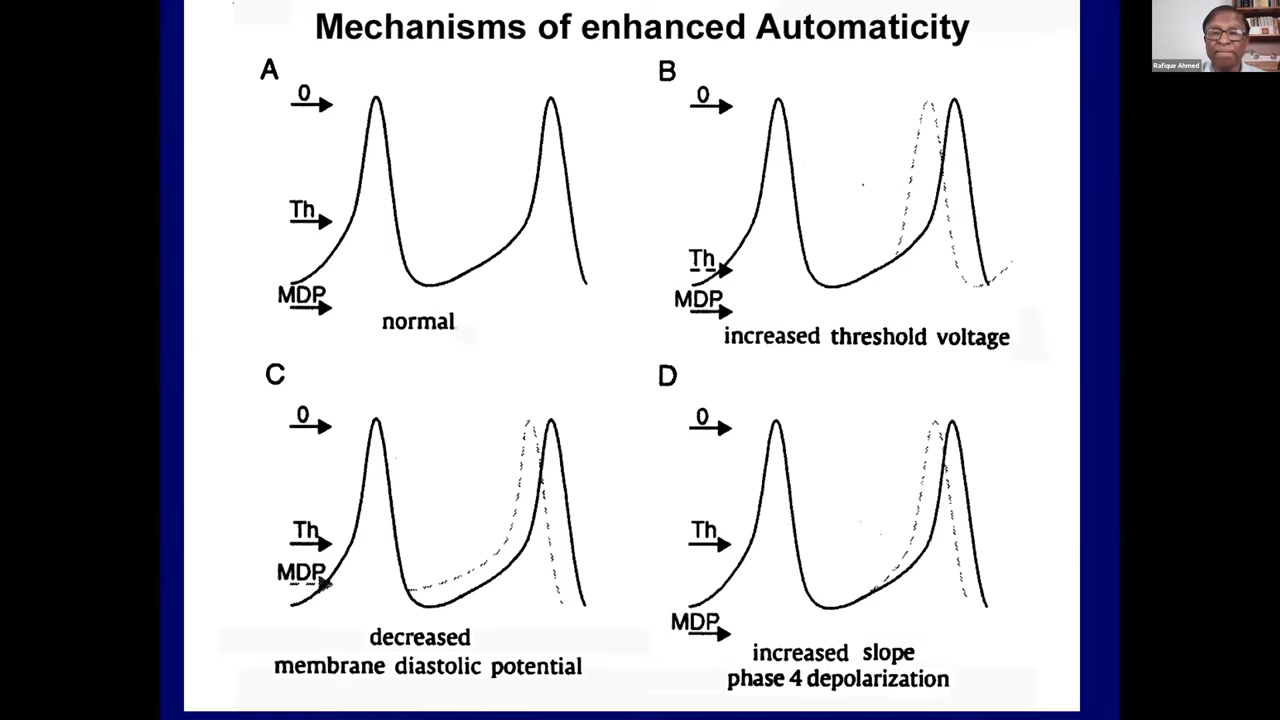 Mechanisms of enhanced Automaticity
Rafique Ahmed
A
0
Th
MDP
normal
B
0
Th
MDP
increased threshold voltage
C
0
Th
MDP
decreased
membrane diastolic potential
D
0
Th
MDP
increased slope
phase 4 depolarization